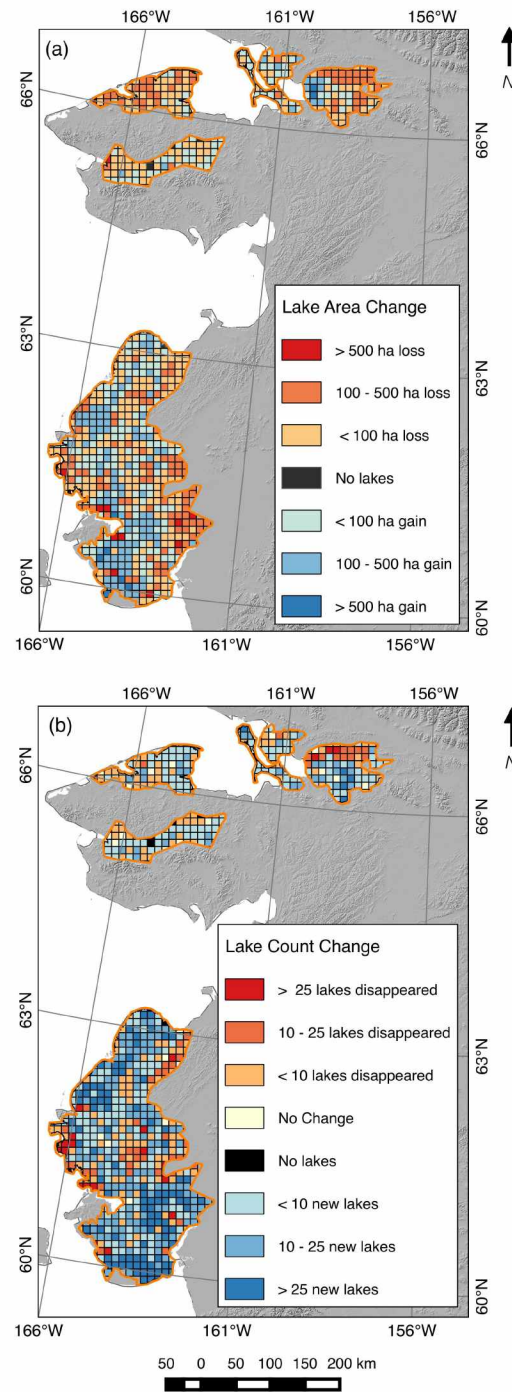 166°W 161°W 156°W
(a)
N
66°N
66°N
63°N
63°N
Lake Area Change
> 500 ha loss
100 - 500 ha loss
< 100 ha loss
No lakes
< 100 ha gain
100 - 500 ha gain
> 500 ha gain
60°N
60°N
166°W 161°W 156°W
166°W 161°W
(b)
N
66°N
66°N
63°N
63°N
Lake Count Change
> 25 lakes disappeared
10 - 25 lakes disappeared
< 10 lakes disappeared
No Change
No lakes
< 10 new lakes
10 - 25 new lakes
> 25 new lakes
60°N
60°N
166°W 161°W 156°W
50 0 50 100 150 200 km